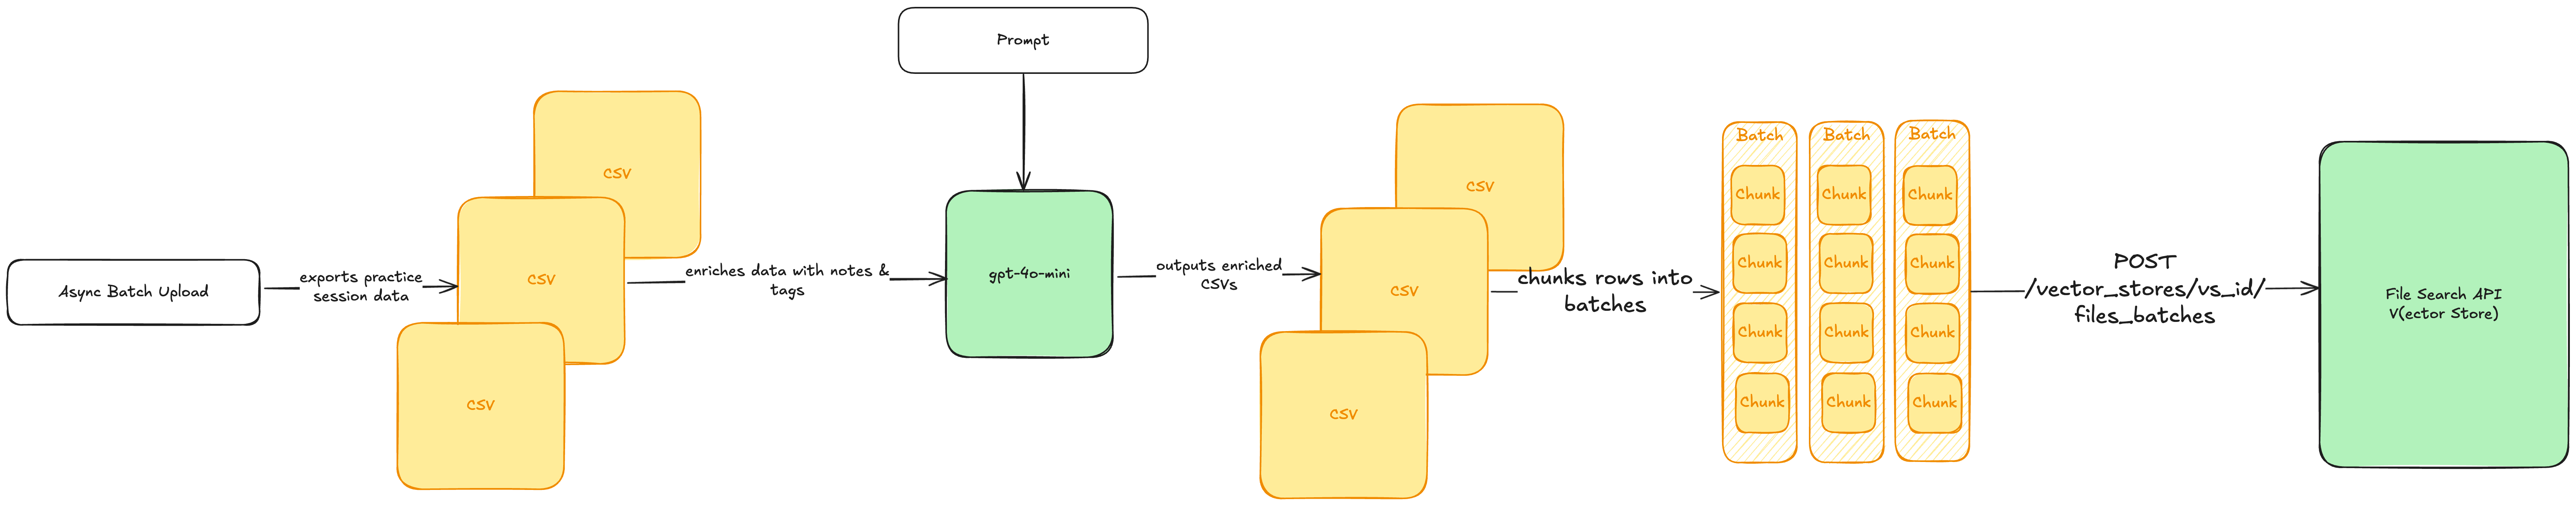 Prompt
Async Batch Upload
exports practice
session data
CSV
CSV
CSV
enriches data with notes &
tags
gpt-4o-mini
outputs enriched
CSVs
CSV
CSV
CSV
chunks rows into
batches
Batch
Chunk
Chunk
Chunk
Chunk
Batch
Chunk
Chunk
Chunk
Chunk
Batch
Chunk
Chunk
Chunk
Chunk
POST
/vector_stores/vs_id/
files_batches
File Search API
V(ector Store)